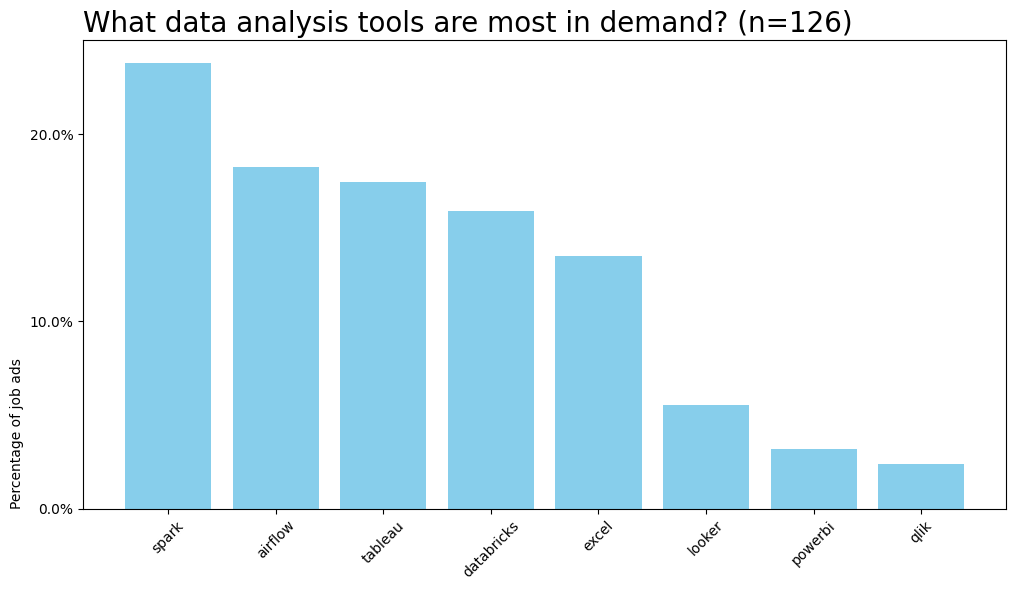 What data analysis tools are most in demand? (n=126)
20.0%
10.0%
0.0%
Percentage of job ads
spark
airflow
tableau
databricks
excel
looker
powerbi
qlik